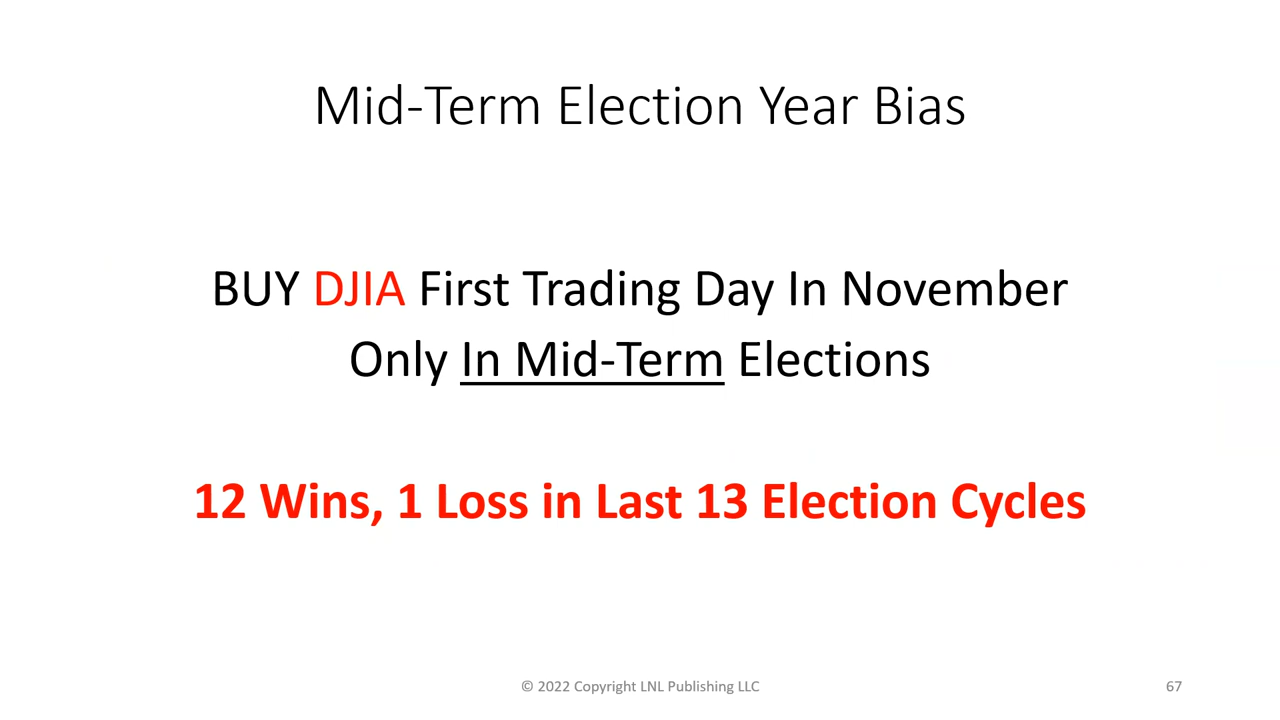 Mid-Term Election Year Bias
BUY DJIA First Trading Day In November
Only In Mid-Term Elections
12 Wins, 1 Loss in Last 13 Election Cycles
© 2022 Copyright LNL Publishing LLC
67